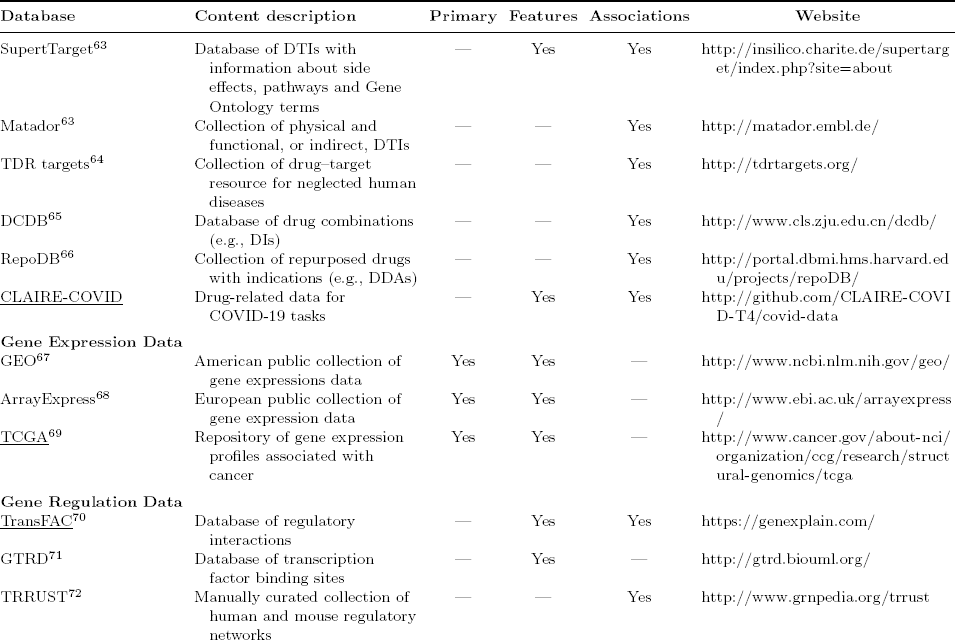 Database Content description Primary Features Associations Website
SupertTarget63 Database of DTIs with — Yes Yes http://insilico.charite.de/supertarg
information about side et/index.php?site=about
effects, pathways and Gene
Ontology terms
Matador63 Collection of physical and — — Yes http://matador.embl.de/
functional, or indirect, DTIs
TDR targets64 Collection of drug–target — — Yes http://tdrtargets.org/
resource for neglected human
diseases
DCDB65 Database of drug combinations — — Yes http://www.cls.zju.edu.cn/dcdb/
(e.g., DIs)
RepoDB66 Collection of repurposed drugs — — Yes http://portal.dbmi.hms.harvard.ed
with indications (e.g., DDAs) u/projects/repoDB/
CLAIRE-COVID Drug-related data for — Yes Yes http://github.com/CLAIRE-COVI
COVID-19 tasks D-T4/covid-data
Gene Expression Data
GEO67 American public collection of Yes Yes — http://www.ncbi.nlm.nih.gov/geo/
gene expressions data
ArrayExpress68 European public collection of Yes Yes — http://www.ebi.ac.uk/arrayexpress
gene expression data /
TCGA69 Repository of gene expression Yes Yes — http://www.cancer.gov/about-nci/
profiles associated with organization/ccg/research/struct
cancer ural-genomics/tcga
Gene Regulation Data
TransFAC70 Database of regulatory — Yes Yes https://genexplain.com/
interactions
GTRD71 Database of transcription — Yes — http://gtrd.biouml.org/
factor binding sites
TRRUST72 Manually curated collection of — — Yes http://www.grnpedia.org/trrust
human and mouse regulatory
networks